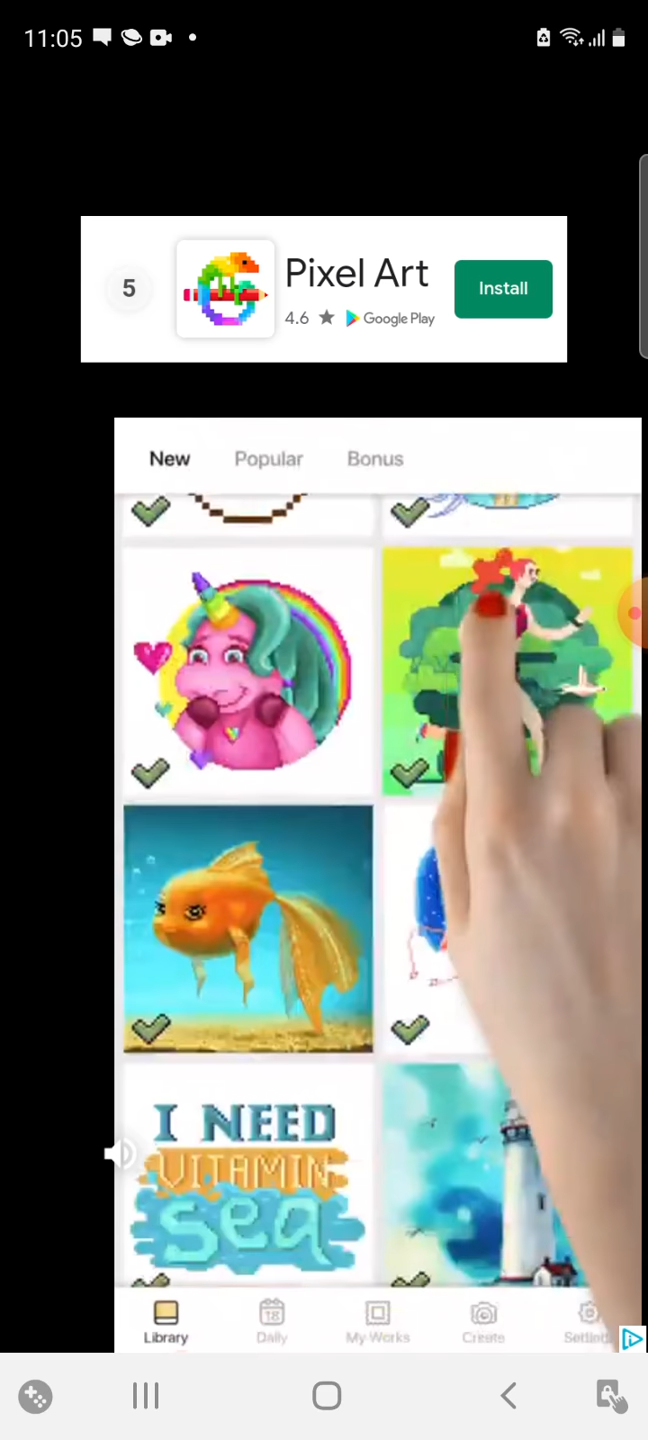 11:05
5
Pixel Art
4.6
Google Play
Install
New
Popular
Bonus
I NEED
VITAMIN
sea
Library
Daily
18
My Works
Create